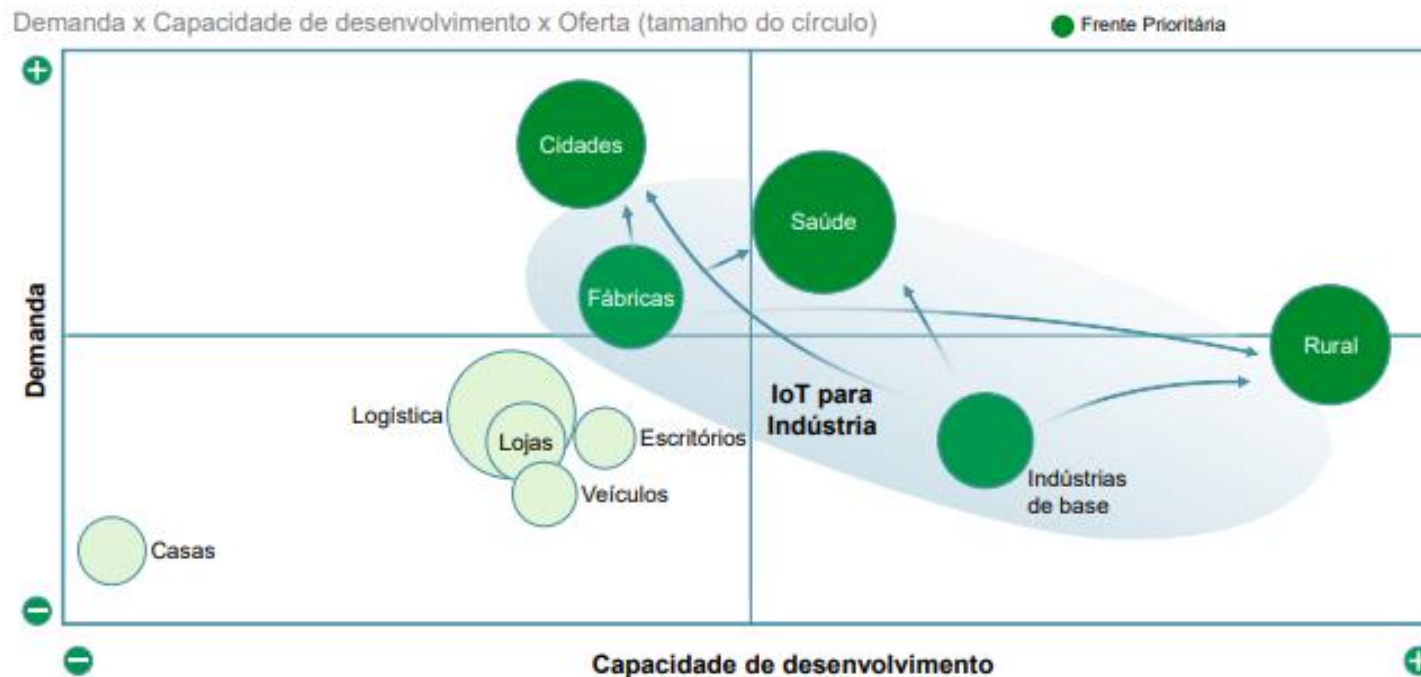 Demanda x Capacidade de desenvolvimento x Oferta (tamanho do círculo)
Frente Prioritária
Cidades
Saúde
Fábricas
Rural
Demanda
IoT para
Indústria
Logística
Lojas
Escritórios
Veículos
Indústrias
de base
Casas
Capacidade de desenvolvimento